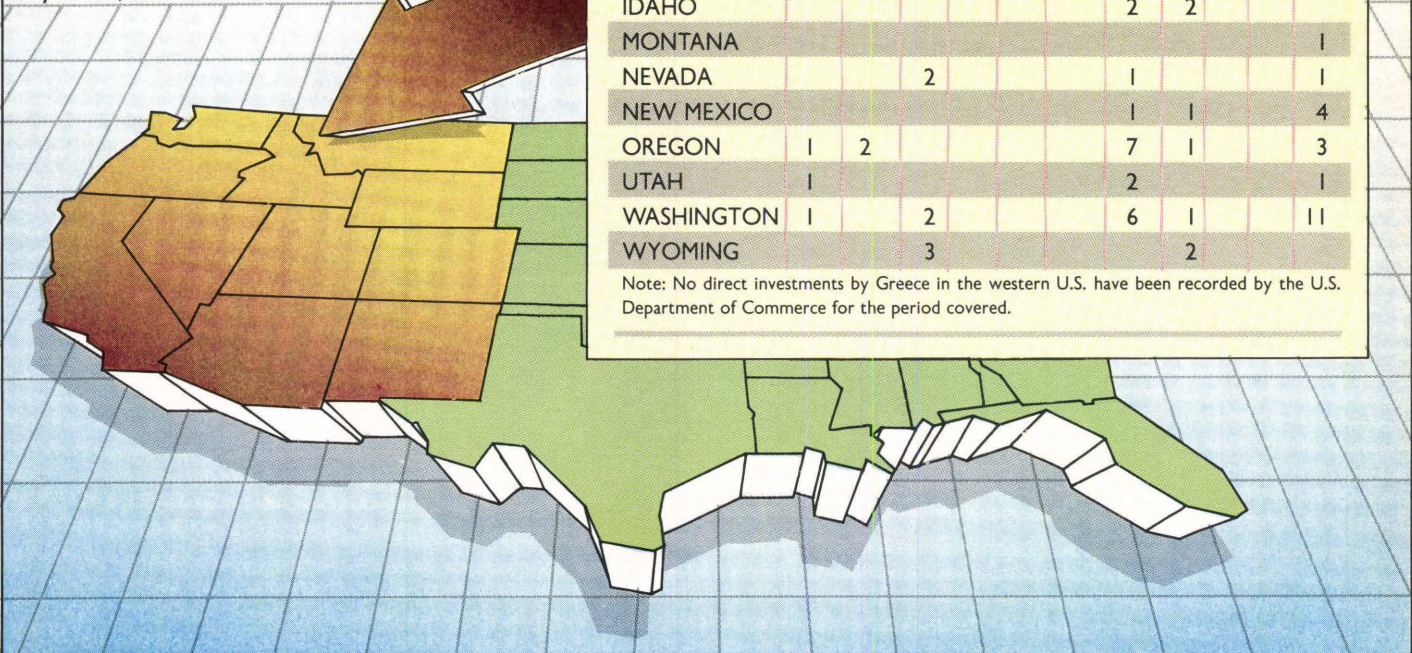 IDAHO 2 2
MONTANA 1
NEVADA 2 1 1
NEW MEXICO 1 1 4
OREGON 1 2 7 1 3
UTAH 1 2 1
WASHINGTON 1 2 6 1 11
WYOMING 3 2
Note: No direct investments by Greece in the western U.S. have been recorded by the U.S.
Department of Commerce for the period covered.